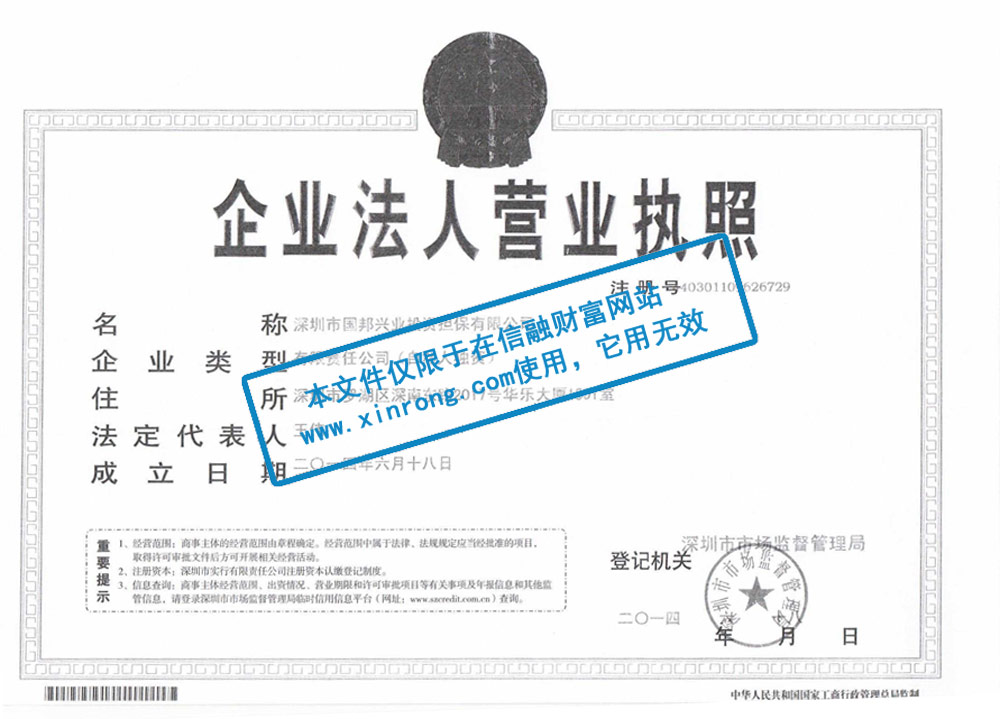 企业法人营业执照
注册号
名称 深圳市国邦兴业投资担保有限公司
企业类型 有限责任公司
住所 深圳市罗湖区深南东路2017号华乐大厦
法定代表人 王
成立日期 二〇一四年六月十八日
本文件仅限于在信融财富网站
www.xinrong.com使用，它用无效
重要提示
1、经营范围：商事主体的经营范围由章程确定。经营范围中属于法律、法规规定应当经批准的项目，
取得许可审批文件后方可开展相关经营活动。
2、注册资本：深圳市实行有限责任公司注册资本认缴登记制度。
3、信息查询：商事主体经营范围、出资情况、营业期限和许可审批项目等有关事项及年报信息和其他监
管信息，请登录深圳市市场监督管理局临时信用信息平台（网址：www.szcredit.com.cn）查询。
登记机关 深圳市市场监督管理局
深圳市市场监督管理局
二〇一四
年 月 日
中华人民共和国国家工商行政管理总局监制